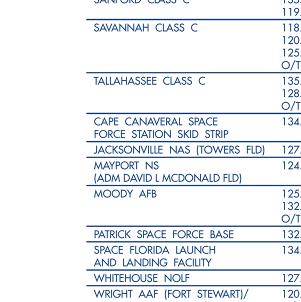 SANFORD CLASS C 135.
119.
SAVANNAH CLASS C 118.
120.
125.
O/T
TALLAHASSEE CLASS C 135.
128.
O/T
CAPE CANAVERAL SPACE 134.
FORCE STATION SKID STRIP
JACKSONVILLE NAS (TOWERS FLD) 127.
MAYPORT NS 124.
(ADM DAVID L MCDONALD FLD)
MOODY AFB 125.
132.
O/T
PATRICK SPACE FORCE BASE 132.
SPACE FLORIDA LAUNCH 134.
AND LANDING FACILITY
WHITEHOUSE NOLF 127.
WRIGHT AAF (FORT STEWERT)/ 120.